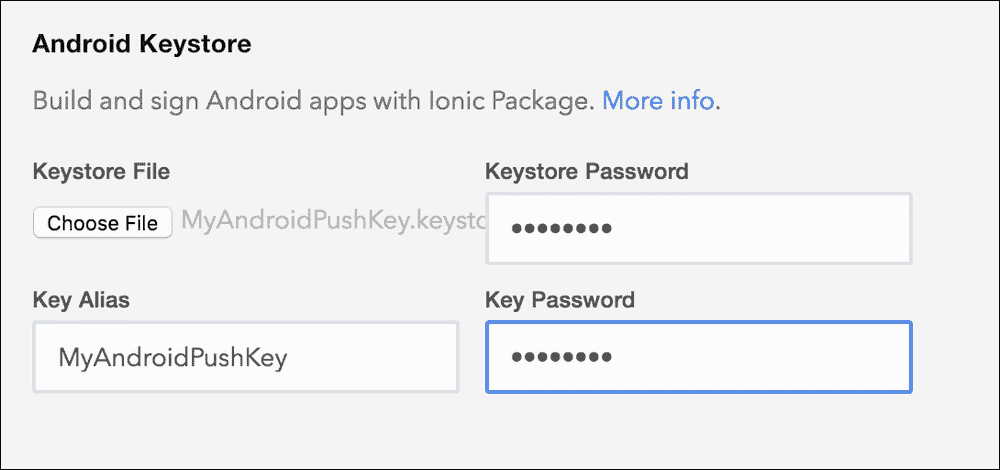 Android Keystore
Build and sign Android apps with Ionic Package. More info.
Keystore File
Keystore Password
Choose File MyAndroidPushKey.keysto
••••••••
Key Alias
Key Password
MyAndroidPushKey
••••••••